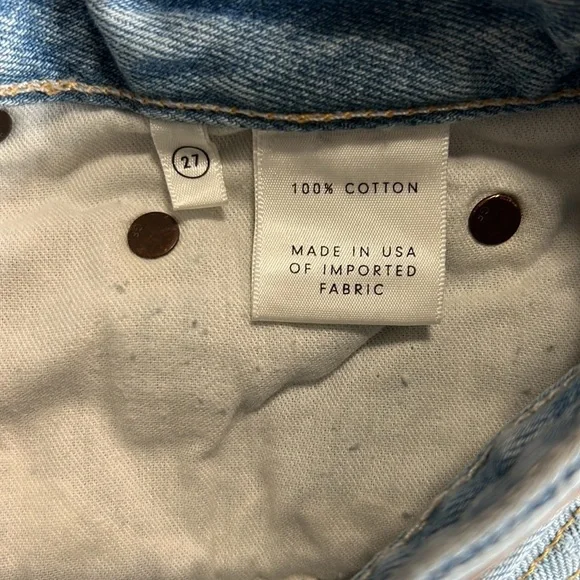 27
100% COTTON
MADE IN USA
OF IMPORTED
FABRIC